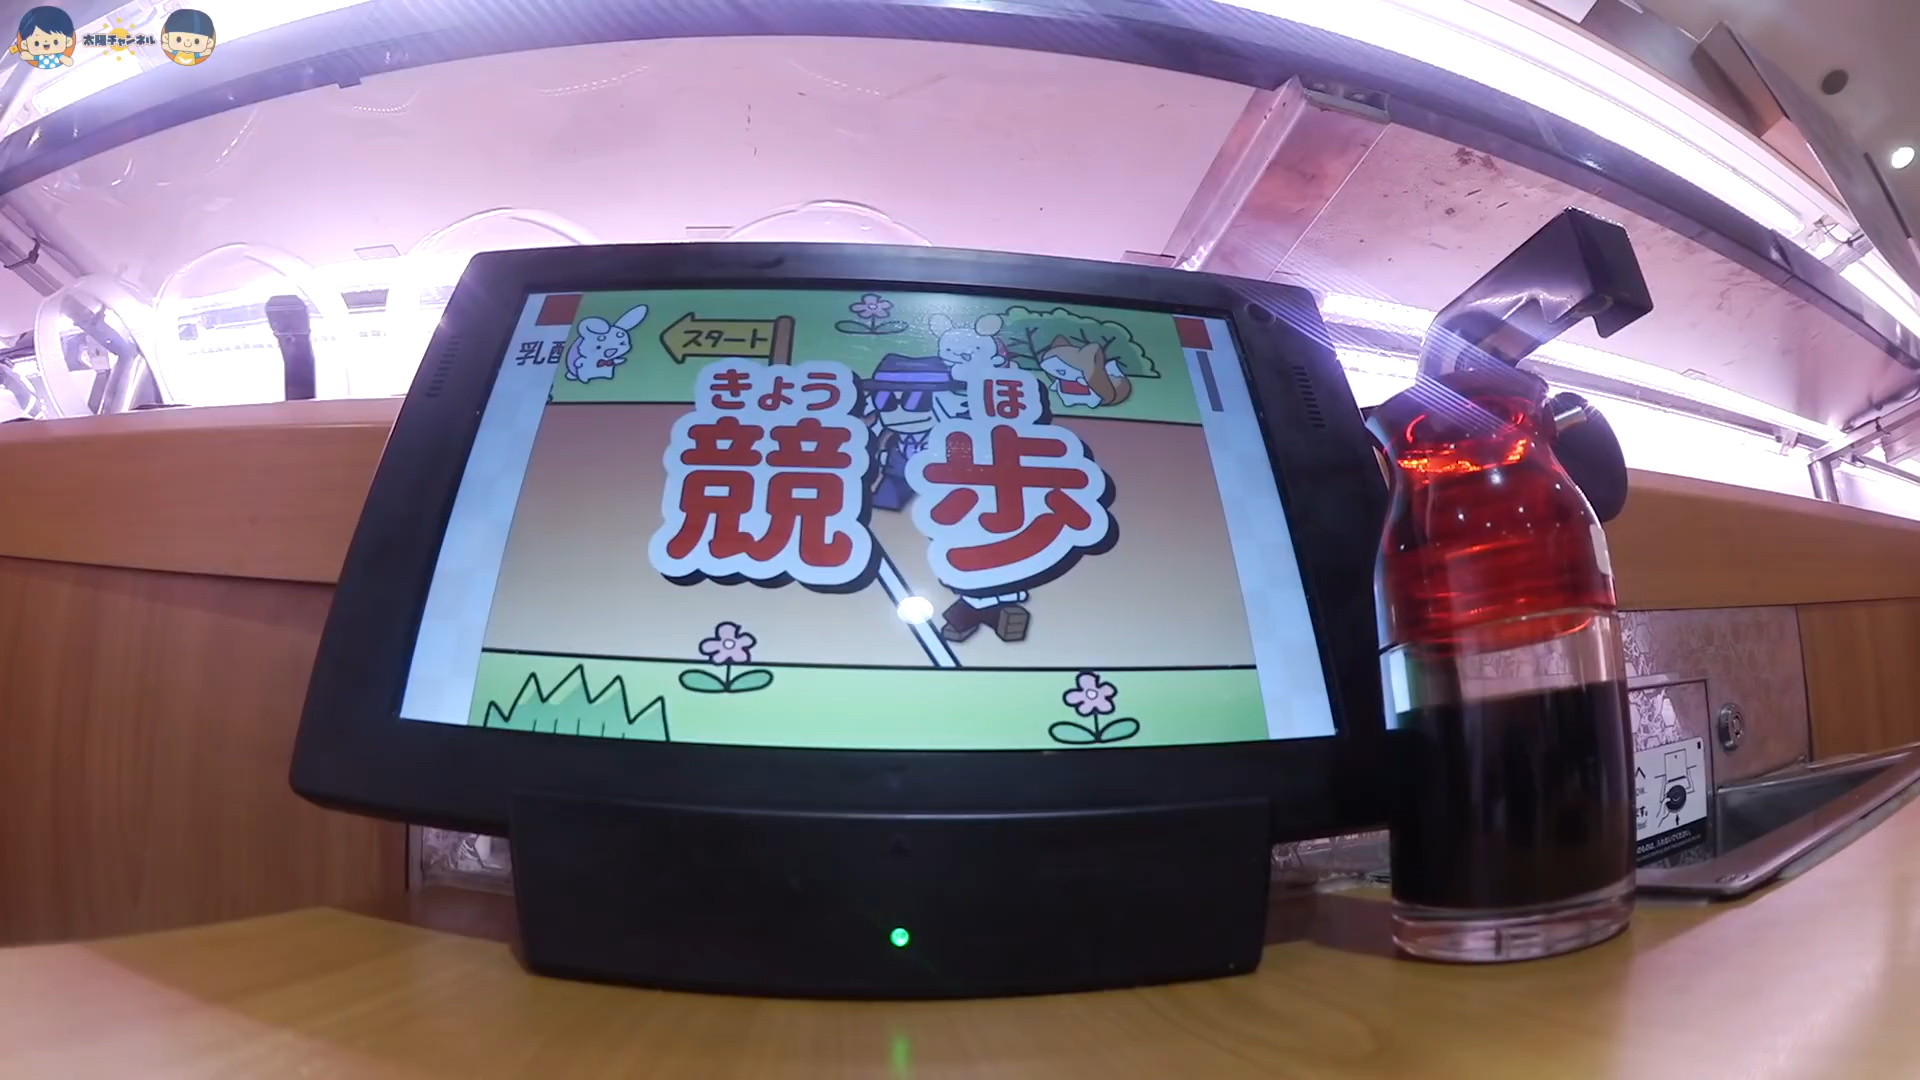 太陽チャンネル
スタート
乳酸
きょう ほ
競歩